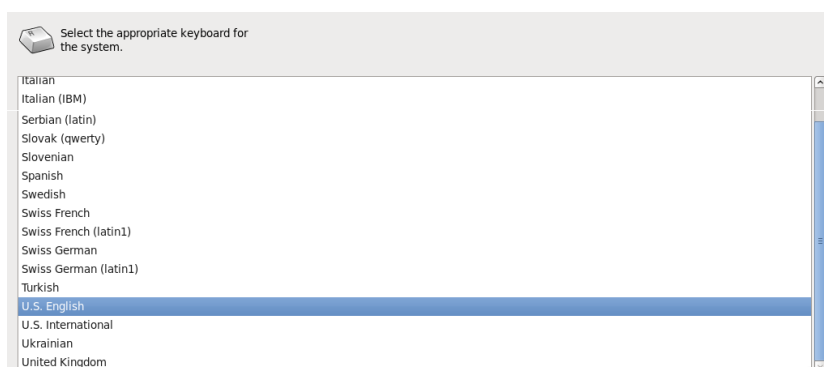 Select the appropriate keyboard for
the system.
Italian
Italian (IBM)
Serbian (latin)
Slovak (qwerty)
Slovenian
Spanish
Swedish
Swiss French
Swiss French (latin1)
Swiss German
Swiss German (latin1)
Turkish
U.S. English
U.S. International
Ukrainian
United Kingdom